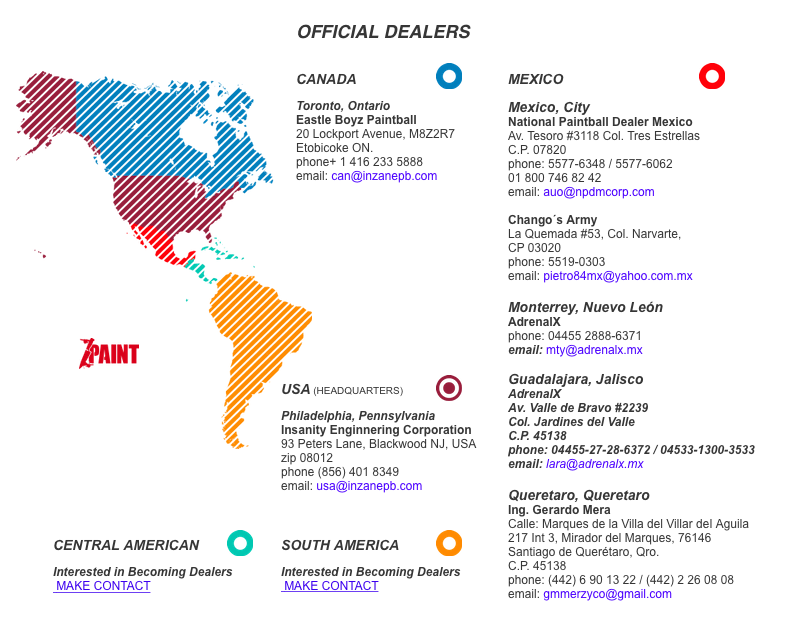 OFFICIAL DEALERS
CANADA
Toronto, Ontario
Eastle Boyz Paintball
20 Lockport Avenue, M8Z2R7
Etobicoke ON.
phone+ 1 416 233 5888
email: can@inzanepb.com
MEXICO
Mexico, City
National Paintball Dealer Mexico
Av. Tesoro #3118 Col. Tres Estrellas
C.P. 07820
phone: 5577-6348 / 5577-6062
01 800 746 82 42
email: auo@npdmcorp.com
Chango´s Army
La Quemada #53, Col. Narvarte,
CP 03020
phone: 5519-0303
email: pietro84mx@yahoo.com.mx
Monterrey, Nuevo León
AdrenalX
phone: 04455 2888-6371
email: mty@adrenalx.mx
Guadalajara, Jalisco
AdrenalX
Av. Valle de Bravo #2239
Col. Jardines del Valle
C.P. 45138
phone: 04455-27-28-6372 / 04533-1300-3533
email: lara@adrenalx.mx
Queretaro, Queretaro
Ing. Gerardo Mera
Calle: Marques de la Villa del Villar del Aguila
217 Int 3, Mirador del Marques, 76146
Santiago de Querétaro, Qro.
C.P. 45138
phone: (442) 6 90 13 22 / (442) 2 26 08 08
email: gmmerzyco@gmail.com
ZPAINT
USA (HEADQUARTERS)
Philadelphia, Pennsylvania
Insanity Enginnering Corporation
93 Peters Lane, Blackwood NJ, USA
zip 08012
phone (856) 401 8349
email: usa@inzanepb.com
CENTRAL AMERICAN
Interested in Becoming Dealers
MAKE CONTACT
SOUTH AMERICA
Interested in Becoming Dealers
MAKE CONTACT